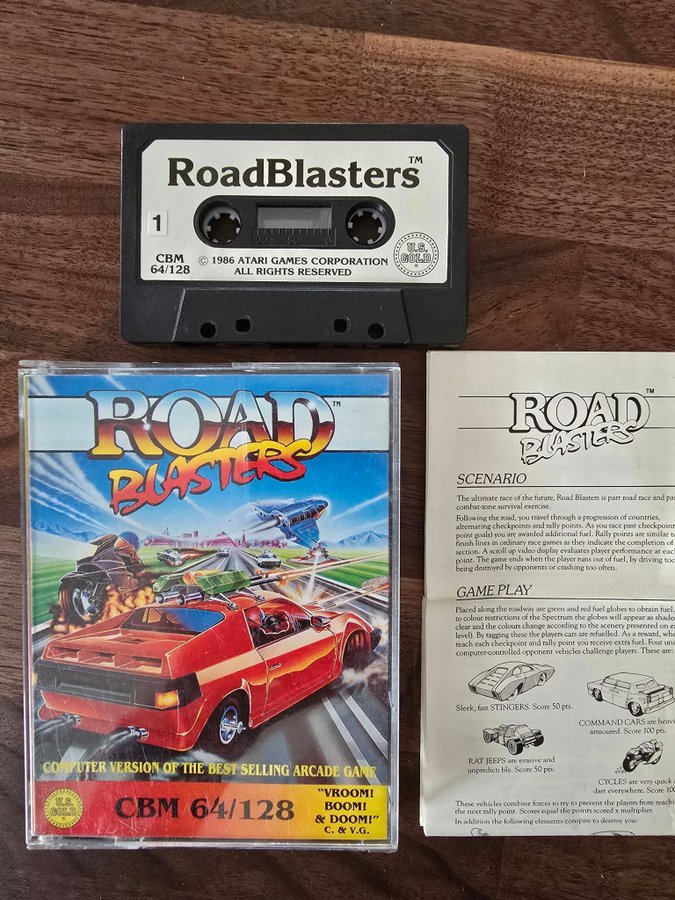 RoadBlasters™
1
CBM
64/128
© 1986 ATARI GAMES CORPORATION
ALL RIGHTS RESERVED
U.S.
GOLD
ROAD™
BLASTERS
COMPUTER VERSION OF THE BEST SELLING ARCADE GAME
U.S.
GOLD
CBM 64/128
"VROOM!
BOOM!
& DOOM!"
C. & V.G.
ROAD™
BLASTERS
SCENARIO
The ultimate race of the future, Road Blasters is part road race and pa
combat-zone survival exercise.
Following the road, you travel through a progression of countries,
alternating checkpoints and rally points. As you race past checkpoint
point goals) you are awarded additional fuel. Rally points are similar to
finish lines in ordinary race games as they indicate the completion of
section. A scroll up video display evaluates player performance at each
point. The game ends when the player runs out of fuel, by driving too
being destroyed by opponents or crashing too often.
GAME PLAY
Placed along the roadway are green and red fuel globes to obtain fuel.
to colour restrictions of the Spectrum the globes will appear as shade
clear and the colours change according to the scenery presented on e
level). By tagging these the players can be refuelled. As a reward, whe
reach each checkpoint and rally point you receive extra fuel. Four uni
computer-controlled opponent vehicles challenge players. These are:
Sleek, fast STINGERS. Score 50 pts.
COMMAND CARS are heav
armoured. Score 100 pts.
RAT JEEPS are evasive and
unpredictable. Score 50 pts.
CYCLES are very quick a
dart everywhere. Score 100
These vehicles combine forces to try to prevent the players from reachi
the next rally point. Scores equal the points scored x multiplier.
In addition the following elements conspire to destroy you: